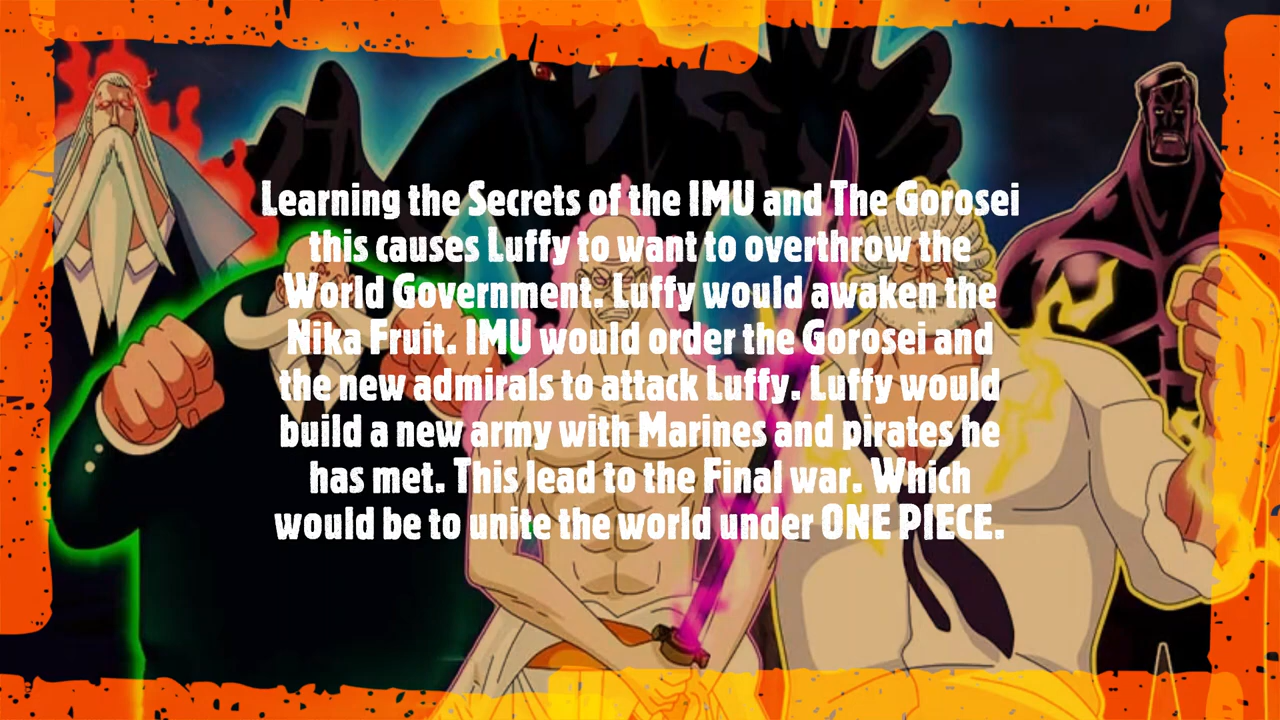 Learning the Secrets of the IMU and The Gorosei
this causes Luffy to want to overthrow the
World Government. Luffy would awaken the
Nika Fruit. IMU would order the Gorosei and
the new admirals to attack Luffy. Luffy would
build a new army with Marines and pirates he
has met. This lead to the Final war. Which
would be to unite the world under ONE PIECE.